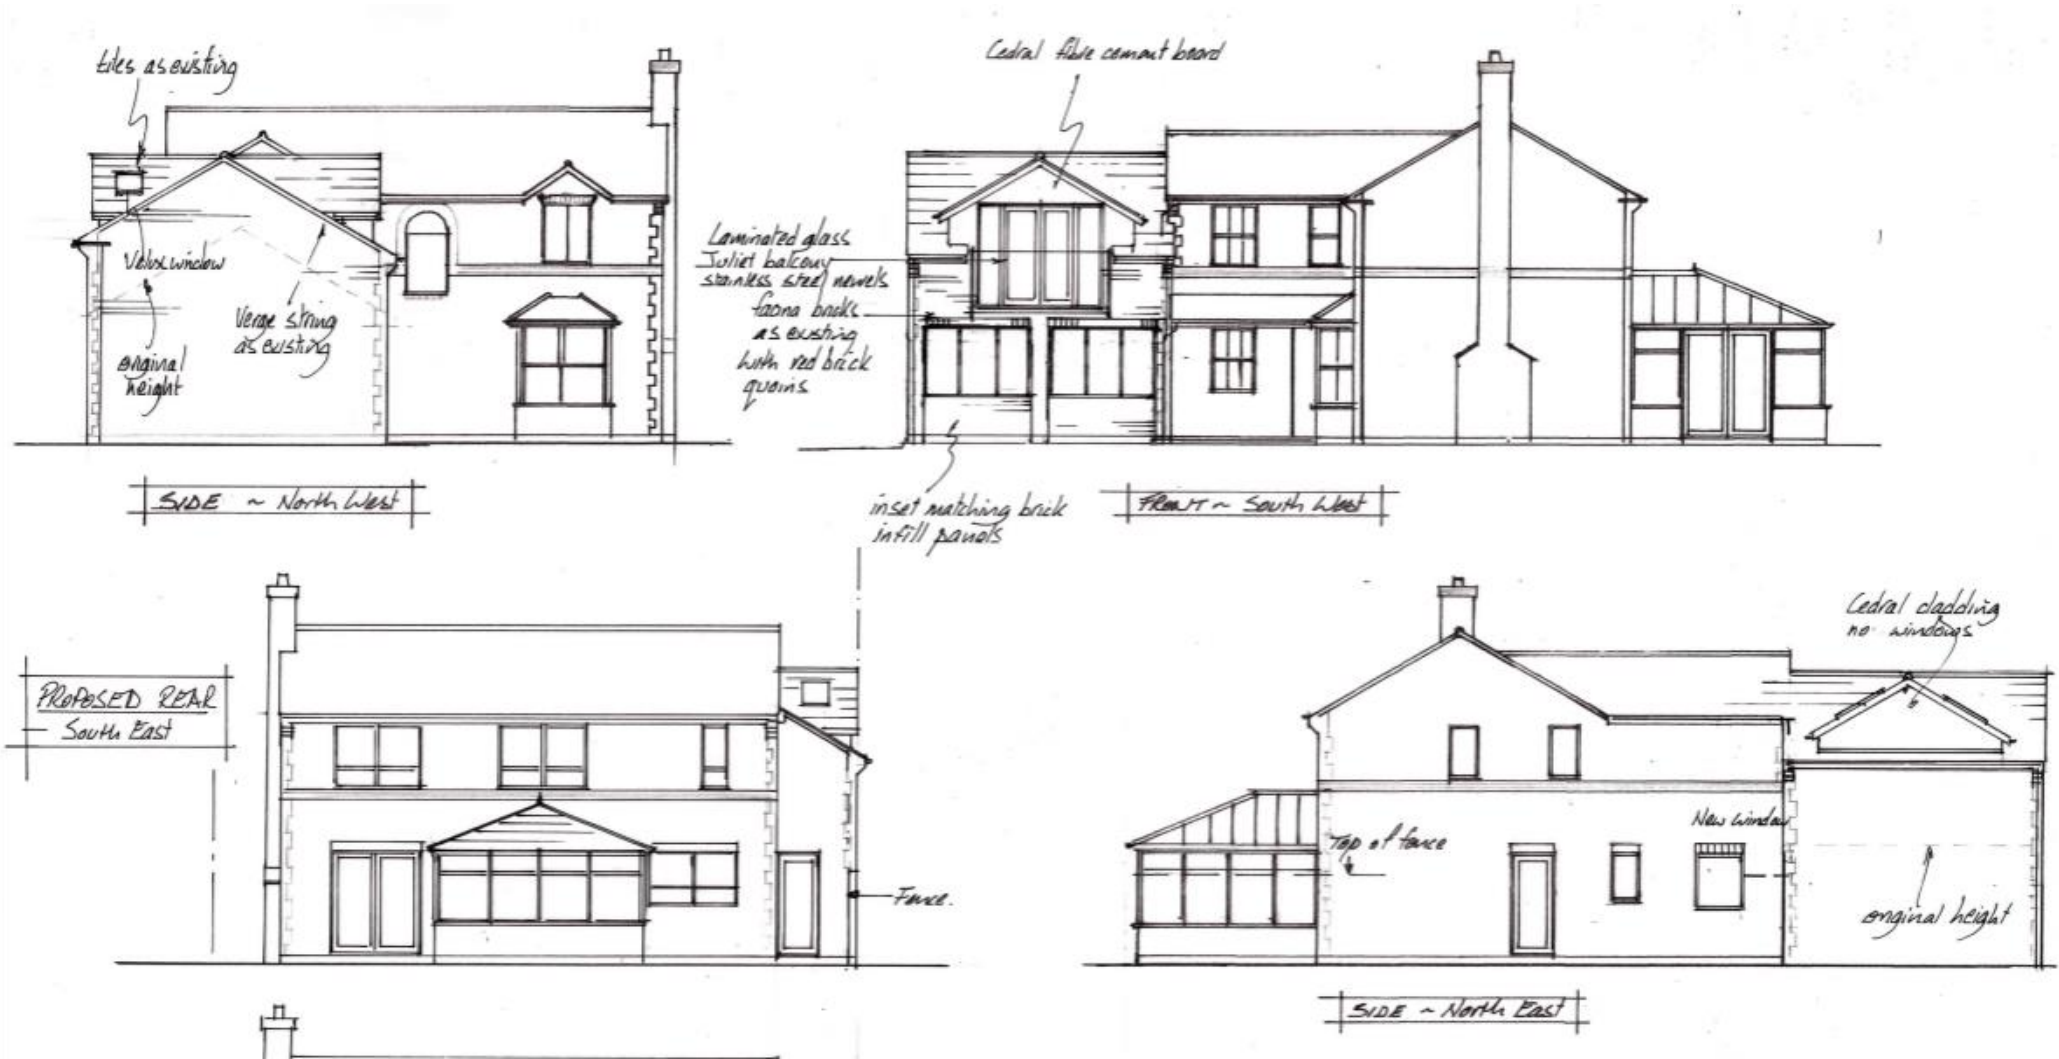 tiles as existing
Velux window
original
height
Verge string
as existing
SIDE ~ North West
Cedral fibre cement board
Laminated glass
Juliet balcony
stainless steel newels
facing bricks
as existing
with red brick
quoins
inset matching brick
infill panels
FRONT ~ South West
PROPOSED REAR
South East
Fence.
Cedral cladding
no windows
New window
Top of fence
original height
SIDE ~ North East